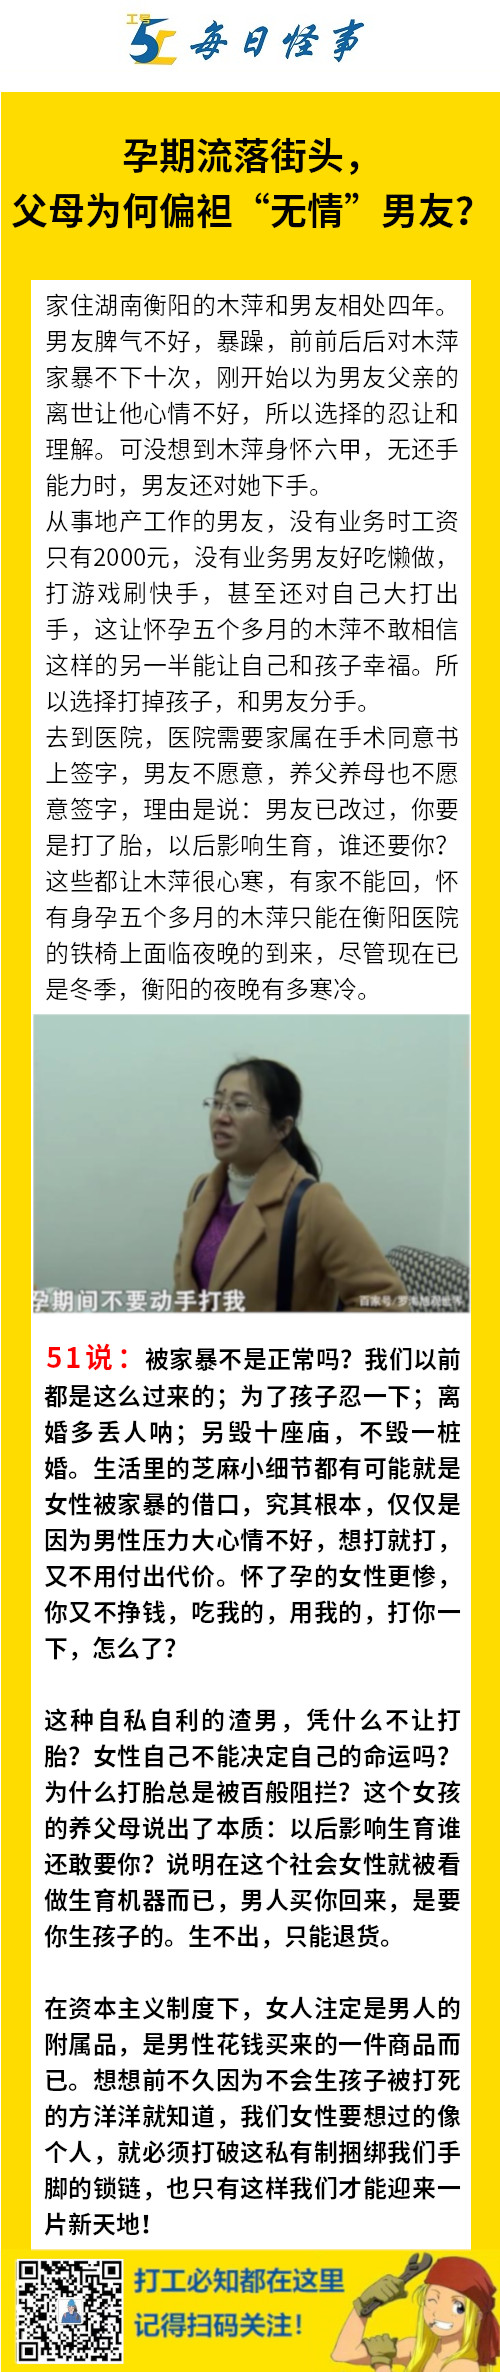 工号
51
每日怪事
孕期流落街头，
父母为何偏袒“无情”男友？
家住湖南衡阳的木萍和男友相处四年。
男友脾气不好，暴躁，前前后后对木萍
家暴不下十次，刚开始以为男友父亲的
离世让他心情不好，所以选择的忍让和
理解。可没想到木萍身怀六甲，无还手
能力时，男友还对她下手。
从事地产工作的男友，没有业务时工资
只有2000元，没有业务男友好吃懒做，
打游戏刷快手，甚至还对自己大打出
手，这让怀孕五个多月的木萍不敢相信
这样的另一半能让自己和孩子幸福。所
以选择打掉孩子，和男友分手。
去到医院，医院需要家属在手术同意书
上签字，男友不愿意，养父养母也不愿
意签字，理由是说：男友已改过，你要
是打了胎，以后影响生育，谁还要你？
这些都让木萍很心寒，有家不能回，怀
有身孕五个多月的木萍只能在衡阳医院
的铁椅上面临夜晚的到来，尽管现在已
是冬季，衡阳的夜晚有多寒冷。
孕期间不要动手打我
51说：被家暴不是正常吗？我们以前
都是这么过来的；为了孩子忍一下；离
婚多丢人呐；另毁十座庙，不毁一桩
婚。生活里的芝麻小细节都有可能就是
女性被家暴的借口，究其根本，仅仅是
因为男性压力大心情不好，想打就打，
又不用付出代价。怀了孕的女性更惨，
你又不挣钱，吃我的，用我的，打你一
下，怎么了？
这种自私自利的渣男，凭什么不让打
胎？女性自己不能决定自己的命运吗？
为什么打胎总是被百般阻拦？这个女孩
的养父母说出了本质：以后影响生育谁
还敢要你？说明在这个社会女性就被看
做生育机器而已，男人买你回来，是要
你生孩子的。生不出，只能退货。
在资本主义制度下，女人注定是男人的
附属品，是男性花钱买来的一件商品而
已。想想前不久因为不会生孩子被打死
的方洋洋就知道，我们女性要想过的像
个人，就必须打破这私有制捆绑我们手
脚的锁链，也只有这样我们才能迎来一
片新天地！
打工必知都在这里
记得扫码关注！